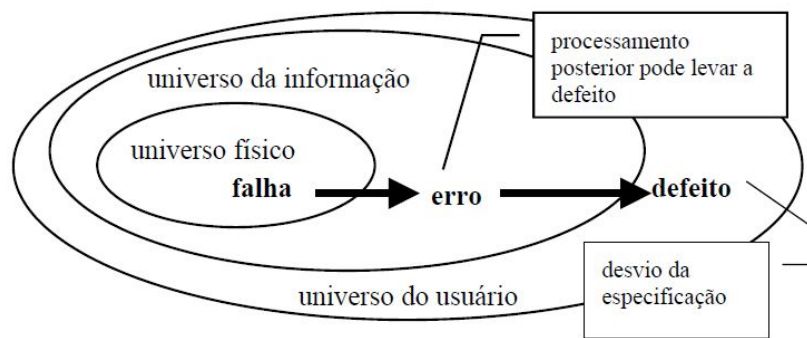 processamento
posterior pode levar a
defeito
universo da informação
universo físico
falha
erro
defeito
desvio da
especificação
universo do usuário